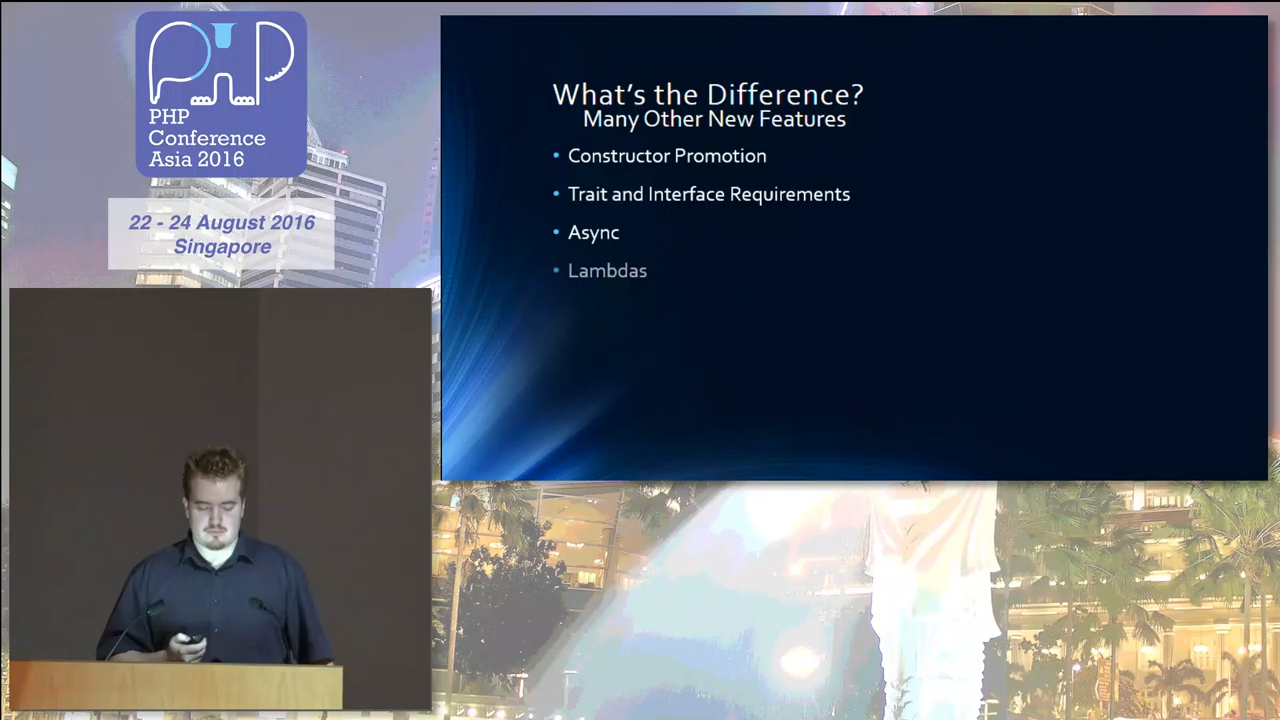 PHP
PHP
Conference
Asia 2016
22 - 24 August 2016
Singapore
What's the Difference?
Many Other New Features
• Constructor Promotion
• Trait and Interface Requirements
• Async
• Lambdas